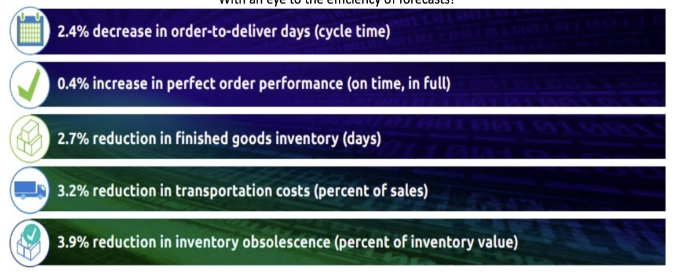 With an eye to the efficiency of forecasts?
2.4% decrease in order-to-deliver days (cycle time)
0.4% increase in perfect order performance (on time, in full)
2.7% reduction in finished goods inventory (days)
3.2% reduction in transportation costs (percent of sales)
3.9% reduction in inventory obsolescence (percent of inventory value)